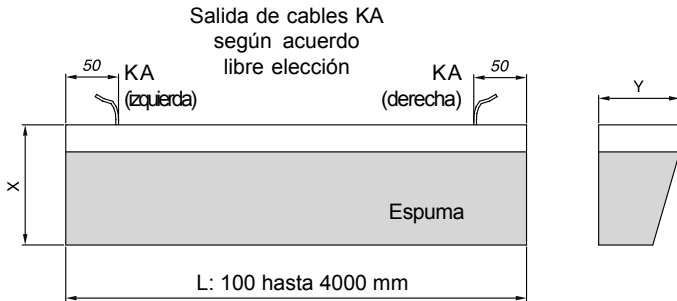 Salida de cables KA
según acuerdo
libre elección
50
KA
(izquierda)
KA
(derecha)
50
Y
X
Espuma
L: 100 hasta 4000 mm